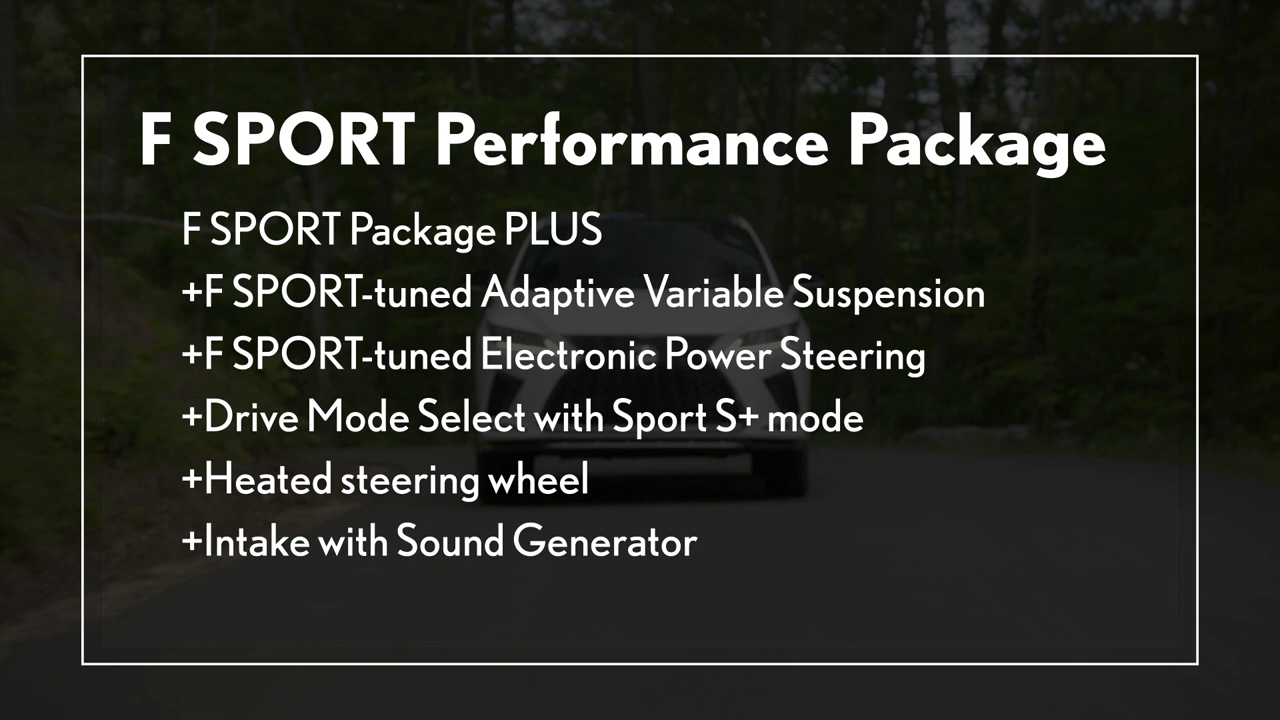 F SPORT Performance Package
F SPORT Package PLUS
+F SPORT-tuned Adaptive Variable Suspension
+F SPORT-tuned Electronic Power Steering
+Drive Mode Select with Sport S+ mode
+Heated steering wheel
+Intake with Sound Generator